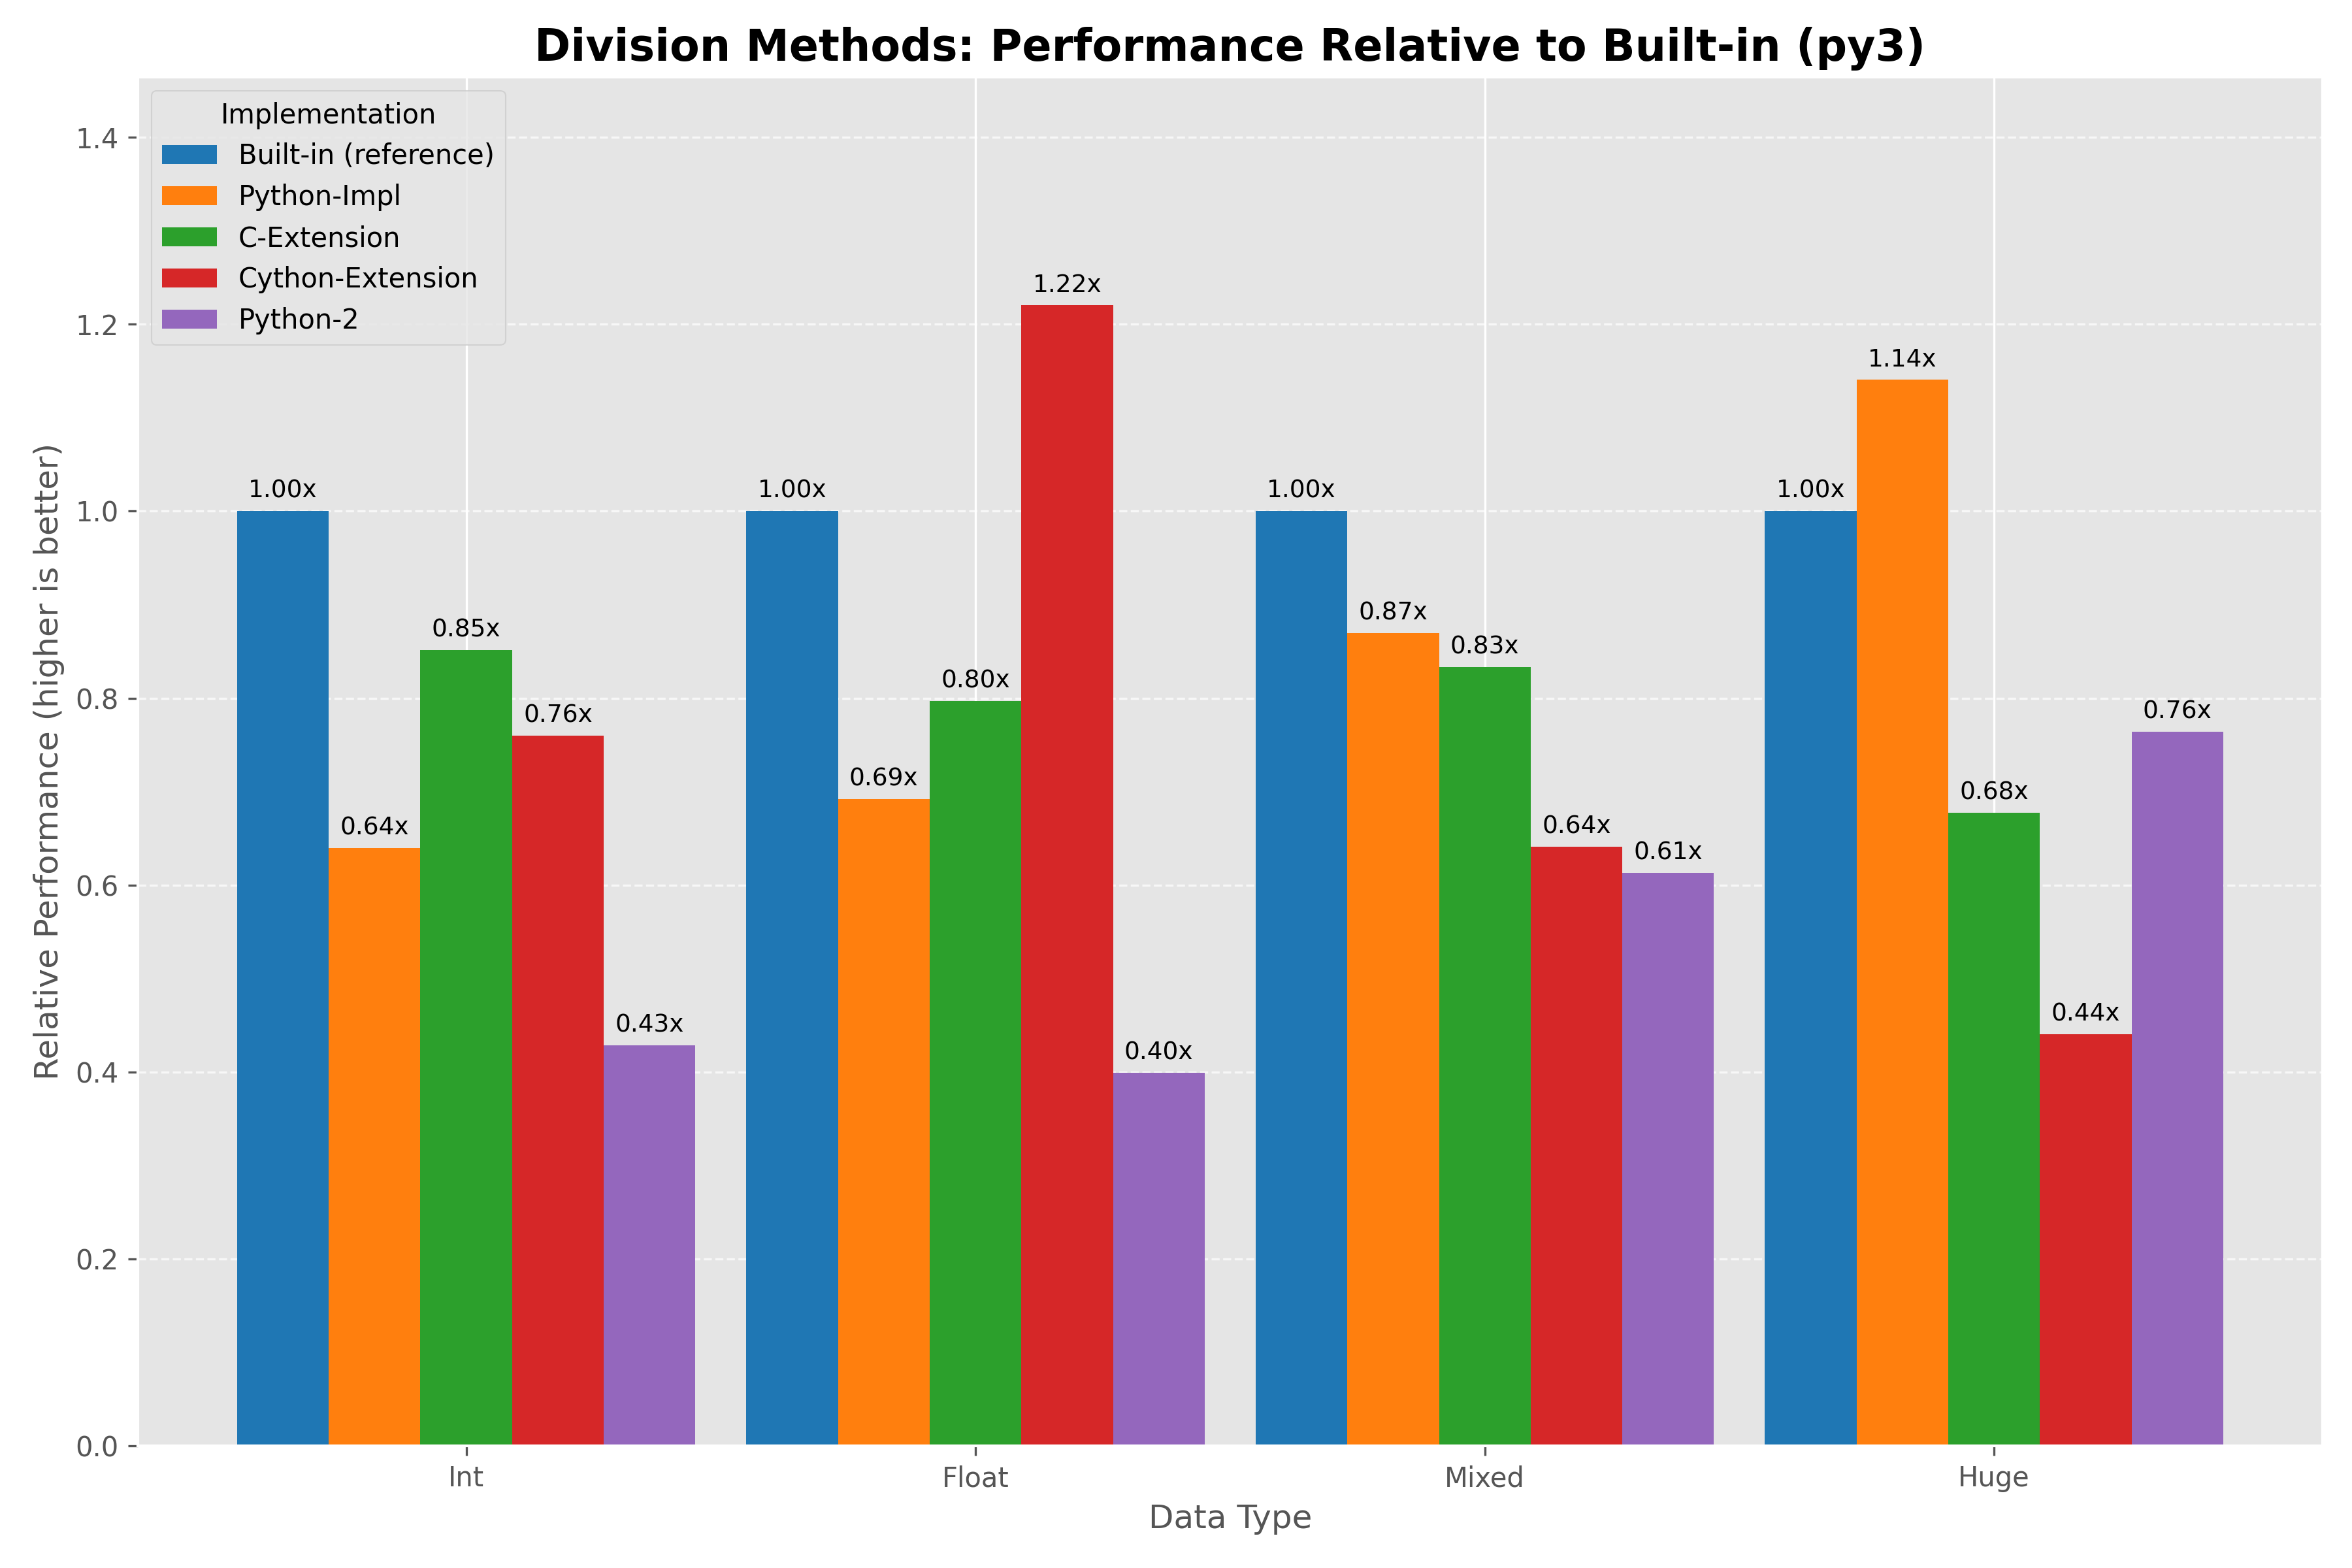 Division Methods: Performance Relative to Built-in (py3)
Implementation
Built-in (reference)
Python-Impl
C-Extension
Cython-Extension
Python-2
Relative Performance (higher is better)
1.4
1.2
1.0
0.8
0.6
0.4
0.2
0.0
1.00x
0.64x
0.85x
0.76x
0.43x
1.00x
0.69x
0.80x
1.22x
0.40x
1.00x
0.87x
0.83x
0.64x
0.61x
1.00x
1.14x
0.68x
0.44x
0.76x
Int
Float
Mixed
Huge
Data Type